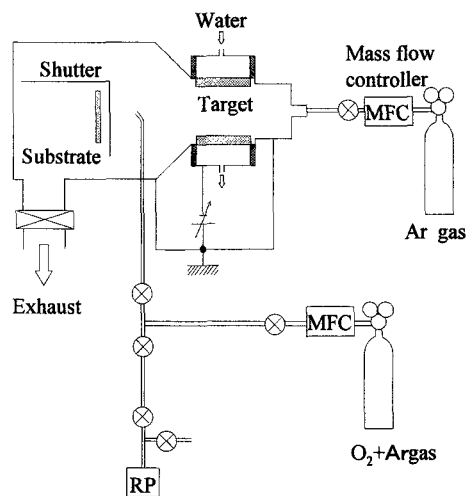 Water
Mass flow
controller
Shutter
Target
MFC
Substrate
Ar gas
Exhaust
MFC
O₂+Argas
RP